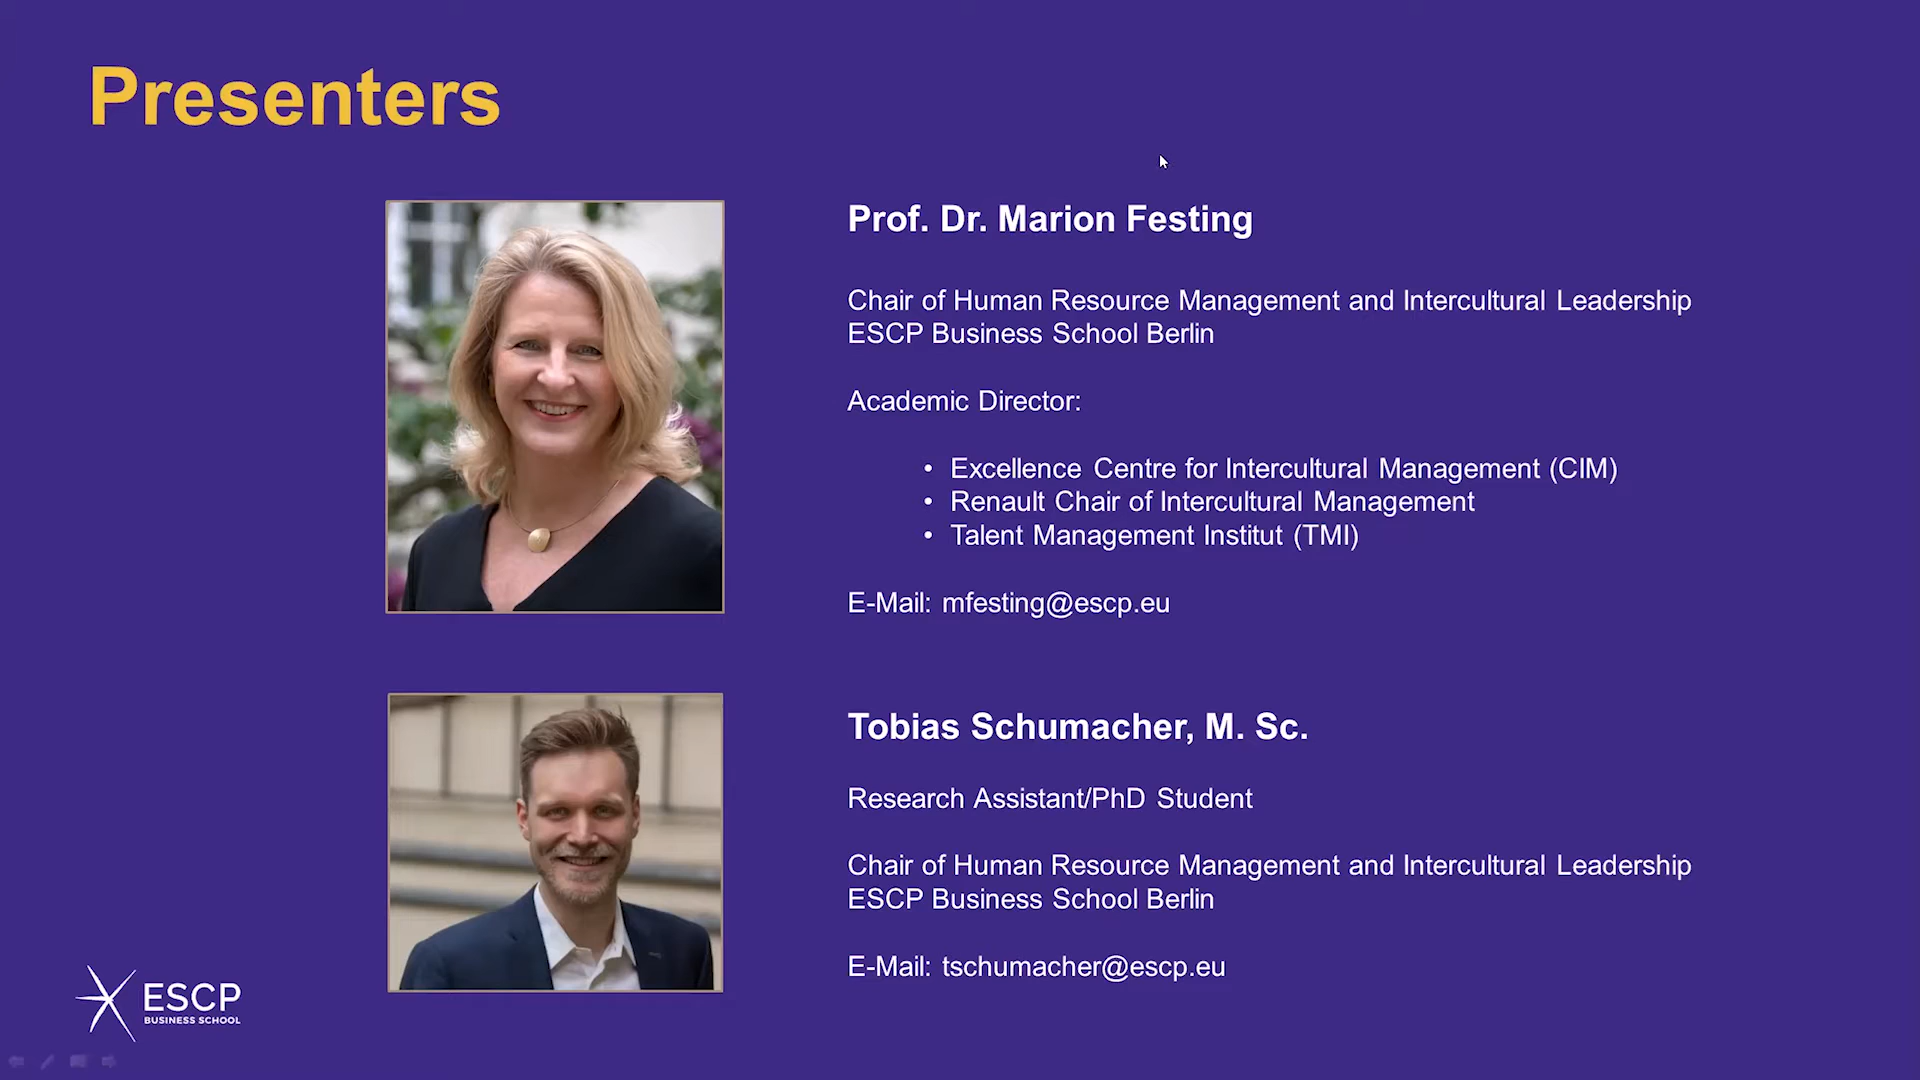 Presenters
Prof. Dr. Marion Festing
Chair of Human Resource Management and Intercultural Leadership
ESCP Business School Berlin
Academic Director:
• Excellence Centre for Intercultural Management (CIM)
• Renault Chair of Intercultural Management
• Talent Management Institut (TMI)
E-Mail: mfesting@escp.eu
Tobias Schumacher, M. Sc.
Research Assistant/PhD Student
Chair of Human Resource Management and Intercultural Leadership
ESCP Business School Berlin
E-Mail: tschumacher@escp.eu
ESCP
BUSINESS SCHOOL